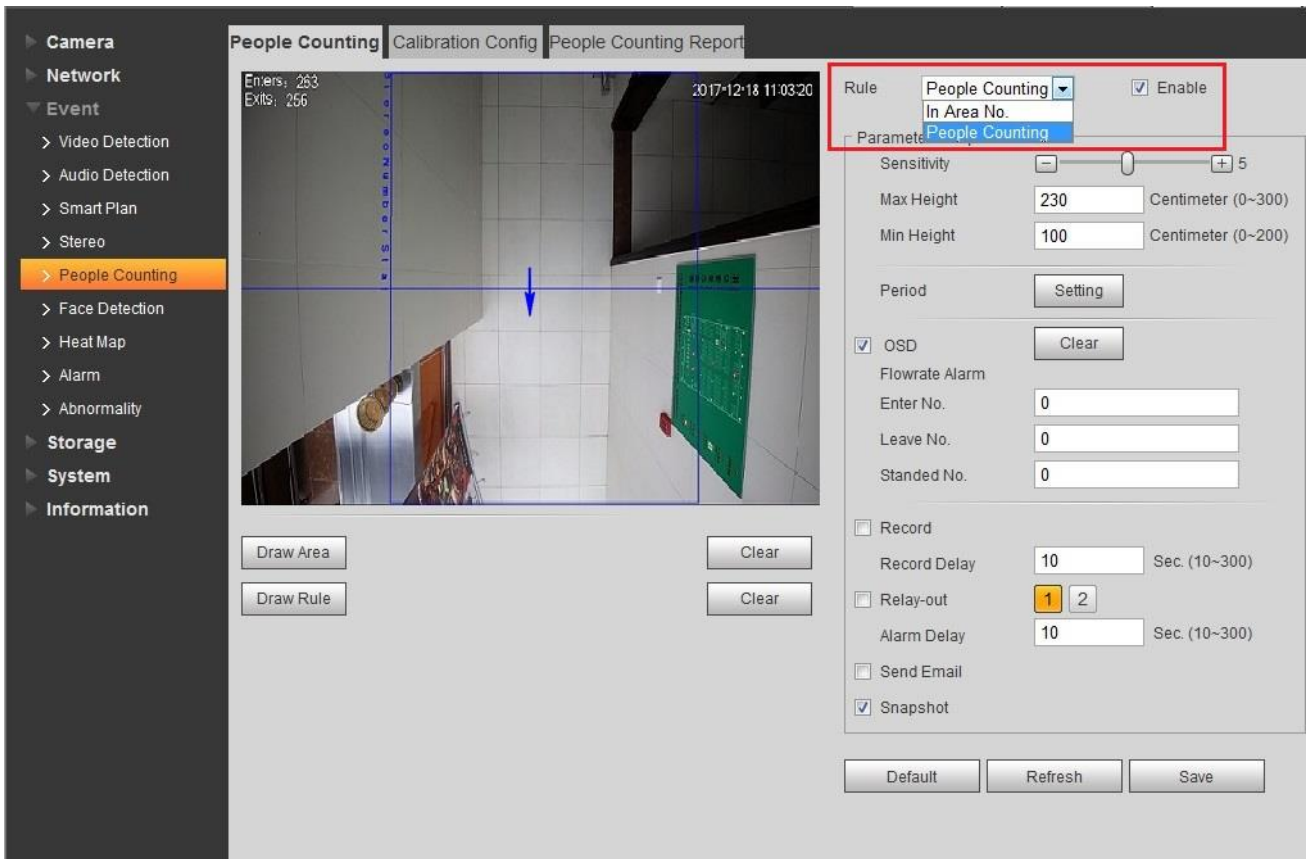 Camera
Network
Event
Video Detection
Audio Detection
Smart Plan
Stereo
People Counting
Face Detection
Heat Map
Alarm
Abnormality
Storage
System
Information
People Counting
Calibration Config
People Counting Report
Enters: 263
Exits: 256
2017-12-18 11:03:20
Rule
People Counting
Enable
In Area No.
People Counting
Sensitivity
5
Max Height
230
Centimeter (0~300)
Min Height
100
Centimeter (0~200)
Period
Setting
OSD
Clear
Flowrate Alarm
Enter No.
0
Leave No.
0
Standed No.
0
Record
Record Delay
10
Sec. (10~300)
Relay-out
1
2
Alarm Delay
10
Sec. (10~300)
Send Email
Snapshot
Draw Area
Clear
Draw Rule
Clear
Default
Refresh
Save